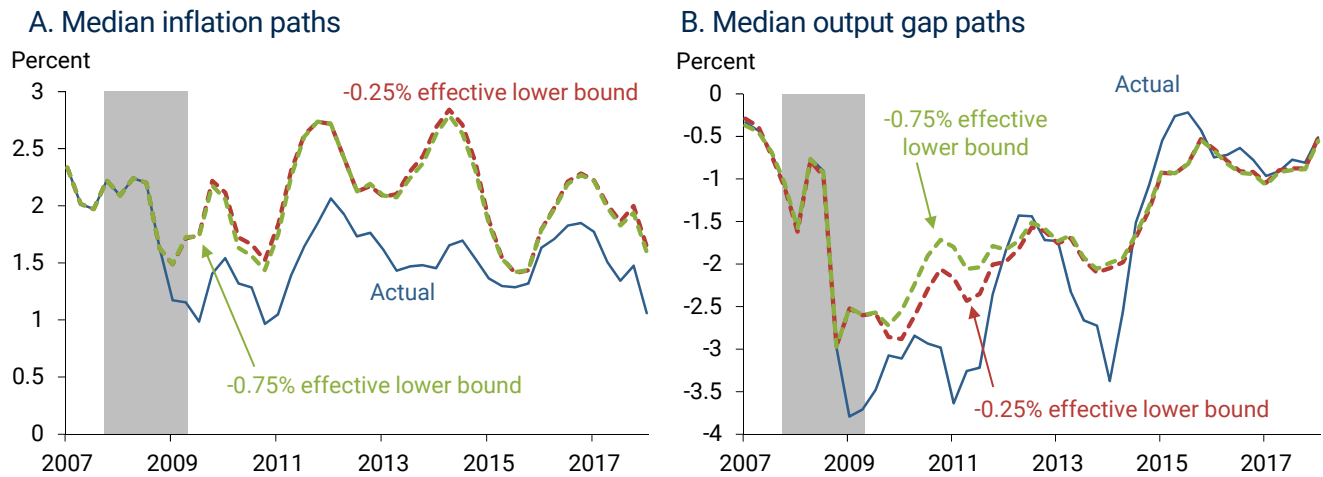 A. Median inflation paths
Percent
3
2.5
2
1.5
1
0.5
0
-0.25% effective lower bound
Actual
-0.75% effective lower bound
2007 2009 2011 2013 2015 2017
B. Median output gap paths
Percent
0
-0.5
-1
-1.5
-2
-2.5
-3
-3.5
-4
Actual
-0.75% effective
lower bound
-0.25% effective lower bound
2007 2009 2011 2013 2015 2017